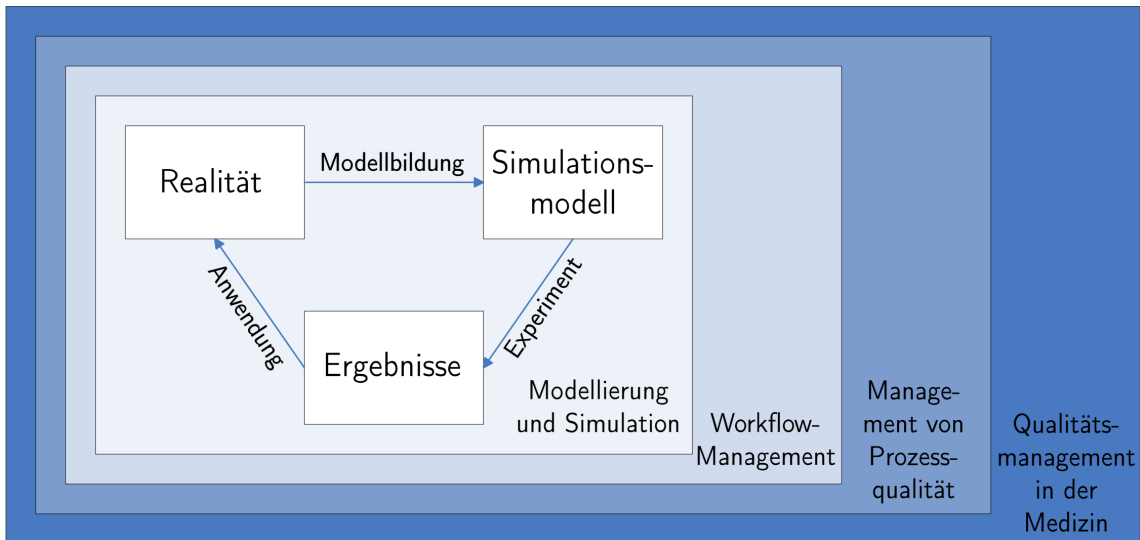 Realität
Modellbildung
Simulations-
modell
Anwendung
Experiment
Ergebnisse
Modellierung
und Simulation
Workflow-
Management
Manage-
ment von
Prozess-
qualität
Qualitäts-
management
in der
Medizin